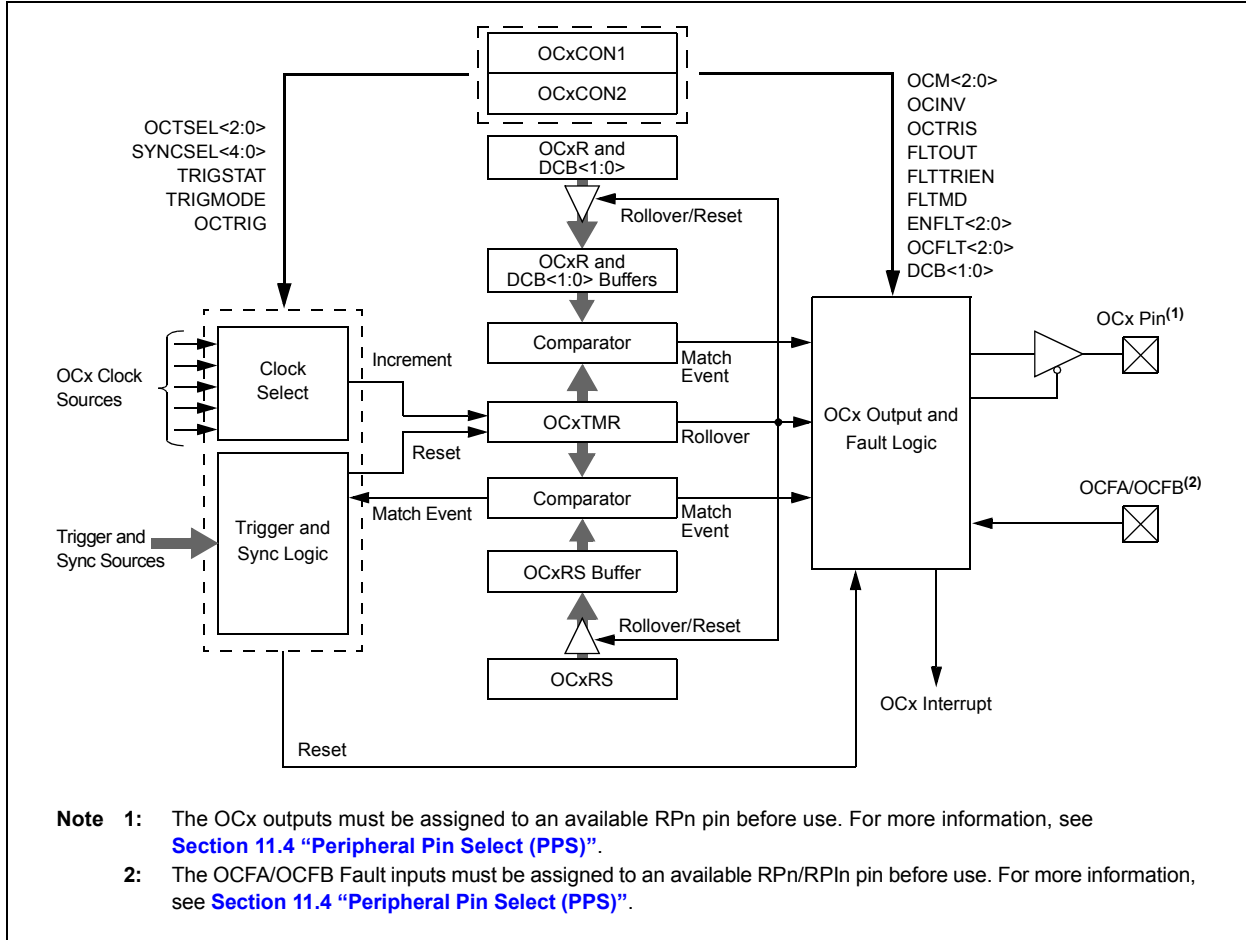 OCxCON1
OCxCON2
OCTSEL<2:0>
SYNCSEL<4:0>
TRIGSTAT
TRIGMODE
OCTRIG
OCM<2:0>
OCINV
OCTRIS
FLTOUT
FLTTRIEN
FLTMD
ENFLT<2:0>
OCFLT<2:0>
DCB<1:0>
OCxR and
DCB<1:0>
Rollover/Reset
OCxR and
DCB<1:0> Buffers
OCx Clock
Sources
Clock
Select
Increment
Comparator
Match
Event
OCxTMR
Rollover
Reset
OCx Output and
Fault Logic
OCx Pin(1)
OCFA/OCFB(2)
Trigger and
Sync Sources
Trigger and
Sync Logic
Match Event
Comparator
Match
Event
OCxRS Buffer
Rollover/Reset
OCxRS
OCx Interrupt
Reset
Note 1: The OCx outputs must be assigned to an available RPn pin before use. For more information, see
Section 11.4 “Peripheral Pin Select (PPS)”.
2: The OCFA/OCFB Fault inputs must be assigned to an available RPn/RPIn pin before use. For more information,
see Section 11.4 “Peripheral Pin Select (PPS)”.